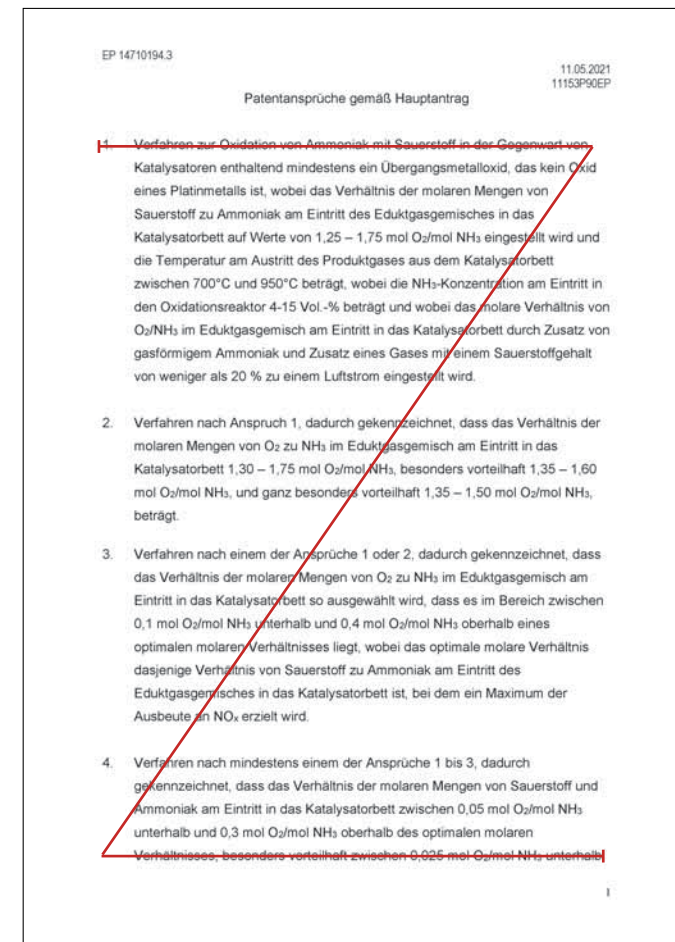 EP 14710194.3
11.05.2021
11153P90EP
Patentansprüche gemäß Hauptantrag
1. Verfahren zur Oxidation von Ammoniak mit Sauerstoff in der Gegenwart von
Katalysatoren enthaltend mindestens ein Übergangsmetalloxid, das kein Oxid
eines Platinmetalls ist, wobei das Verhältnis der molaren Mengen von
Sauerstoff zu Ammoniak am Eintritt des Eduktgasgemisches in das
Katalysatorbett auf Werte von 1,25 – 1,75 mol O₂/mol NH₃ eingestellt wird und
die Temperatur am Austritt des Produktgases aus dem Katalysatorbett
zwischen 700°C und 950°C beträgt, wobei die NH₃-Konzentration am Eintritt in
den Oxidationsreaktor 4-15 Vol.-% beträgt und wobei das molare Verhältnis von
O₂/NH₃ im Eduktgasgemisch am Eintritt in das Katalysatorbett durch Zusatz von
gasförmigem Ammoniak und Zusatz eines Gases mit einem Sauerstoffgehalt
von weniger als 20 % zu einem Luftstrom eingestellt wird.
2. Verfahren nach Anspruch 1, dadurch gekennzeichnet, dass das Verhältnis der
molaren Mengen von O₂ zu NH₃ im Eduktgasgemisch am Eintritt in das
Katalysatorbett 1,30 – 1,75 mol O₂/mol NH₃, besonders vorteilhaft 1,35 – 1,60
mol O₂/mol NH₃, und ganz besonders vorteilhaft 1,35 – 1,50 mol O₂/mol NH₃,
beträgt.
3. Verfahren nach einem der Ansprüche 1 oder 2, dadurch gekennzeichnet, dass
das Verhältnis der molaren Mengen von O₂ zu NH₃ im Eduktgasgemisch am
Eintritt in das Katalysatorbett so ausgewählt wird, dass es im Bereich zwischen
0,1 mol O₂/mol NH₃ unterhalb und 0,4 mol O₂/mol NH₃ oberhalb eines
optimalen molaren Verhältnisses liegt, wobei das optimale molare Verhältnis
dasjenige Verhältnis von Sauerstoff zu Ammoniak am Eintritt des
Eduktgasgemisches in das Katalysatorbett ist, bei dem ein Maximum der
Ausbeute an NOₓ erzielt wird.
4. Verfahren nach mindestens einem der Ansprüche 1 bis 3, dadurch
gekennzeichnet, dass das Verhältnis der molaren Mengen von Sauerstoff und
Ammoniak am Eintritt in das Katalysatorbett zwischen 0,05 mol O₂/mol NH₃
unterhalb und 0,3 mol O₂/mol NH₃ oberhalb des optimalen molaren
Verhältnisses, besonders vorteilhaft zwischen 0,025 mol O₂/mol NH₃ unterhalb